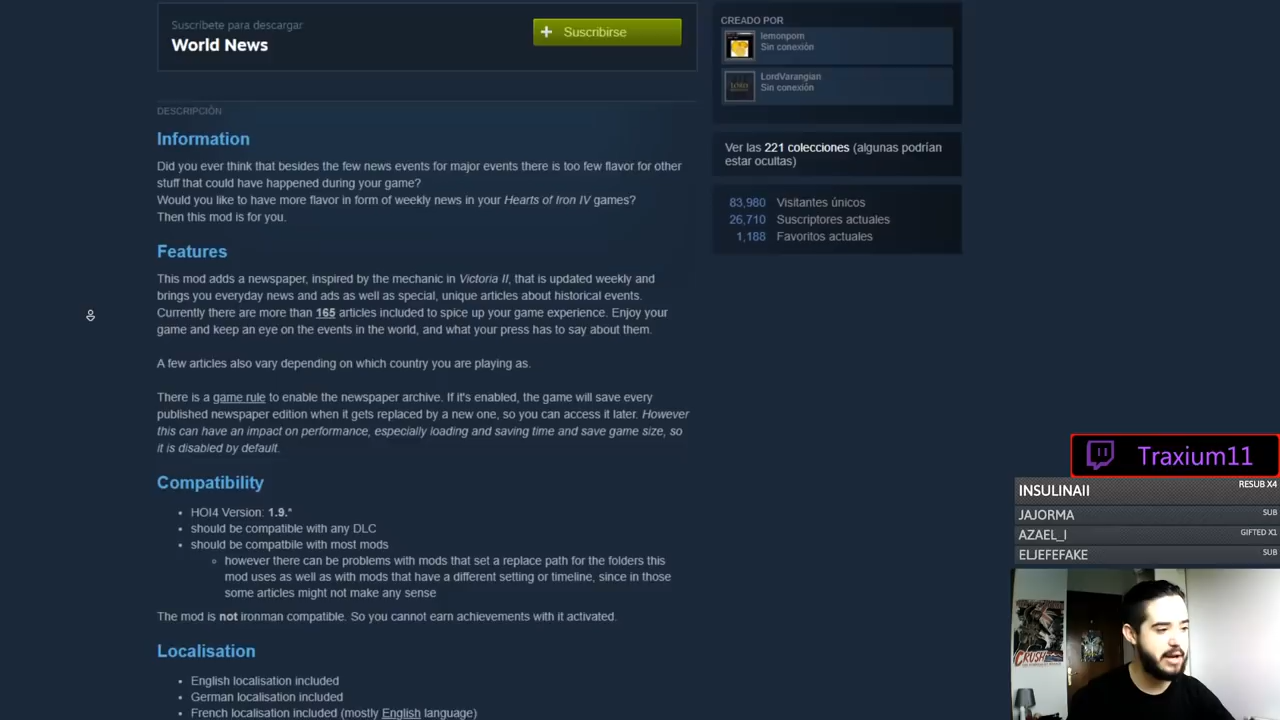 Suscríbete para descargar
World News
Suscribirse
CREADO POR
lemonporn
Sin conexión
LordVarangian
Sin conexión
Ver las 221 colecciones (algunas podrían
estar ocultas)
83,980 Visitantes únicos
26,710 Suscriptores actuales
1,188 Favoritos actuales
DESCRIPCIÓN
Information
Did you ever think that besides the few news events for major events there is too few flavor for other
stuff that could have happened during your game?
Would you like to have more flavor in form of weekly news in your Hearts of Iron IV games?
Then this mod is for you.
Features
This mod adds a newspaper, inspired by the mechanic in Victoria II, that is updated weekly and
brings you everyday news and ads as well as special, unique articles about historical events.
Currently there are more than 165 articles included to spice up your game experience. Enjoy your
game and keep an eye on the events in the world, and what your press has to say about them.
A few articles also vary depending on which country you are playing as.
There is a game rule to enable the newspaper archive. If it's enabled, the game will save every
published newspaper edition when it gets replaced by a new one, so you can access it later. However
this can have an impact on performance, especially loading and saving time and save game size, so
it is disabled by default.
Compatibility
HOI4 Version: 1.9.*
should be compatible with any DLC
should be compatbile with most mods
however there can be problems with mods that set a replace path for the folders this
mod uses as well as with mods that have a different setting or timeline, since in those
some articles might not make any sense
The mod is not ironman compatible. So you cannot earn achievements with it activated.
Localisation
English localisation included
German localisation included
French localisation included (mostly English language)
Traxium11
INSULINAII RESUB X4
JAJORMA SUB
AZAEL_I GIFTED X1
ELJEFEFAKE SUB
CRUSH